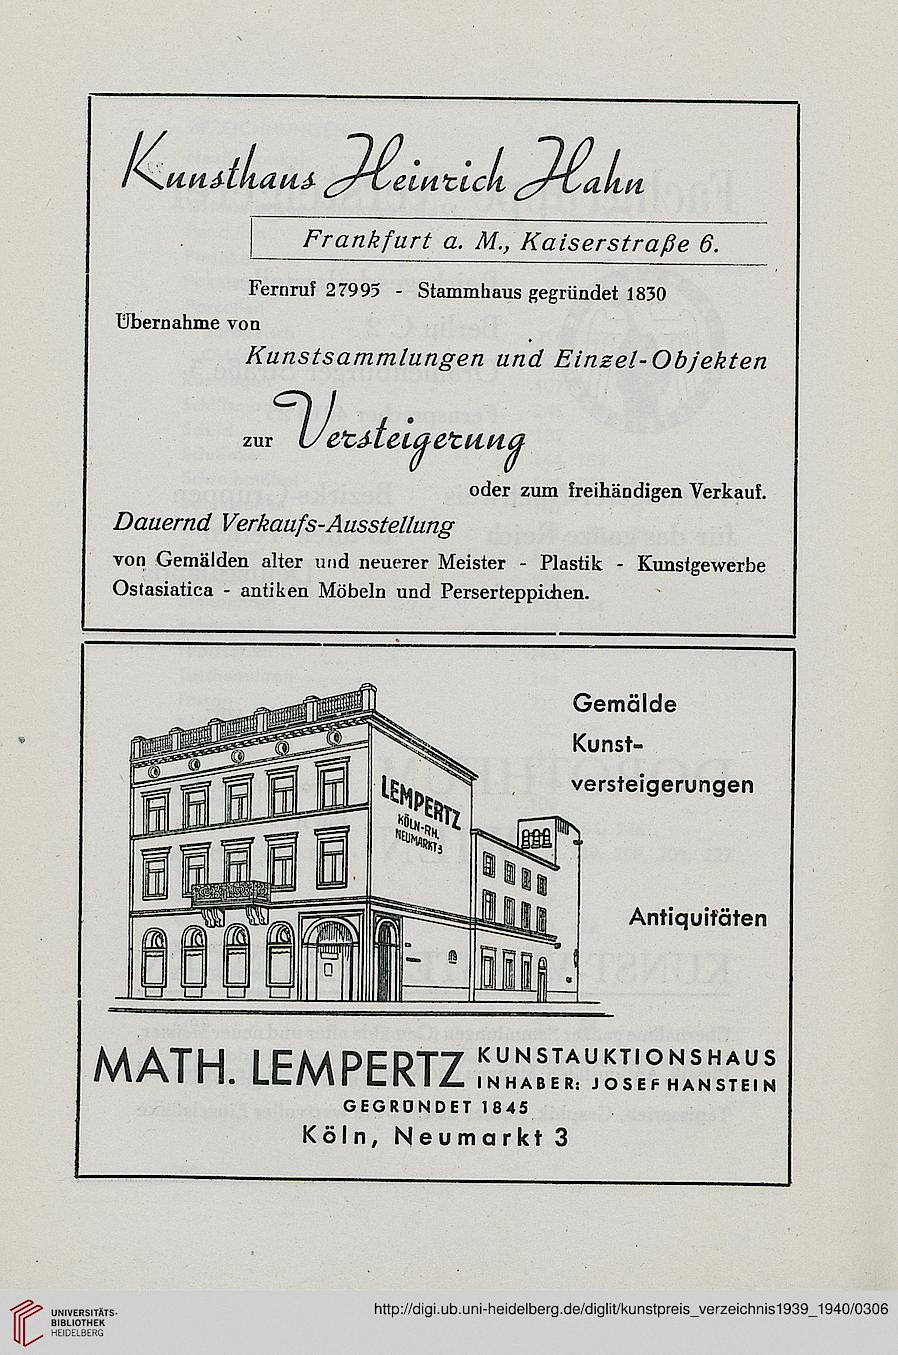 Kunsthaus Heinrich Hahn
Frankfurt a. M., Kaiserstraße 6.
Fernruf 27995 - Stammhaus gegründet 1830
Übernahme von
Kunstsammlungen und Einzel-Objekten
zur Versteigerung
oder zum freihändigen Verkauf.
Dauernd Verkaufs-Ausstellung
von Gemälden alter und neuerer Meister - Plastik - Kunstgewerbe
Ostasiatica - antiken Möbeln und Perserteppichen.
Gemälde
Kunst-
versteigerungen
LEMPERTZ
KÖLN-RH.
NEUMARKT 3
Antiquitäten
MATH. LEMPERTZ KUNSTAUKTIONSHAUS
INHABER: JOSEF HANSTEIN
GEGRÜNDET 1845
Köln, Neumarkt 3
UNIVERSITÄTS-
BIBLIOTHEK
HEIDELBERG
http://digi.ub.uni-heidelberg.de/diglit/kunstpreis_verzeichnis1939_1940/0306